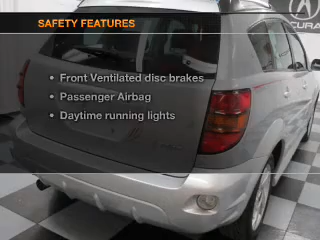 SAFETY FEATURES
• Front Ventilated disc brakes
• Passenger Airbag
• Daytime running lights